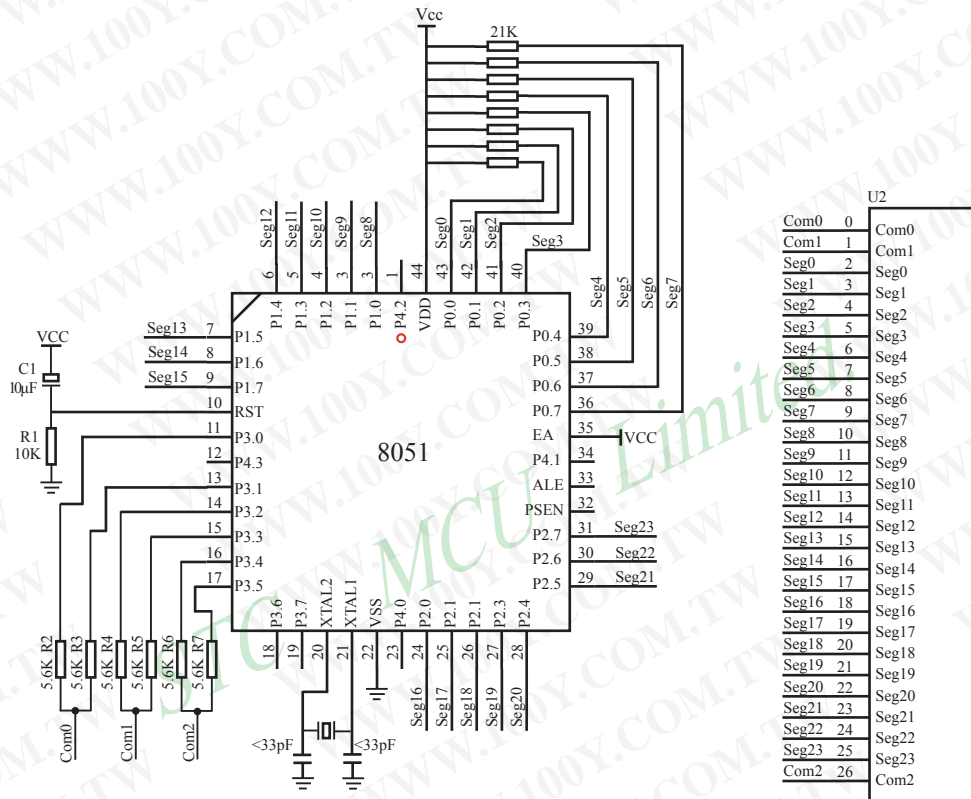 Vcc
21K
Seg12
Seg11
Seg10
Seg9
Seg8
Seg0
Seg1
Seg2
Seg3
Seg4
Seg5
Seg6
Seg7
6
5
4
3
3
1
44
43
42
41
40
P1.4
P1.3
P1.2
P1.1
P1.0
P4.2
VDD
P0.0
P0.1
P0.2
P0.3
Seg13 7 P1.5
Seg14 8 P1.6
Seg15 9 P1.7
10 RST
11 P3.0
12 P4.3
13 P3.1
14 P3.2
15 P3.3
16 P3.4
17 P3.5
VCC
C1
10μF
R1
10K
8051
P0.4 39
P0.5 38
P0.6 37
P0.7 36
EA 35 VCC
P4.1 34
ALE 33
PSEN 32
P2.7 31 Seg23
P2.6 30 Seg22
P2.5 29 Seg21
P3.6
P3.7
XTAL2
XTAL1
VSS
P4.0
P2.0
P2.1
P2.1
P2.3
P2.4
18
19
20
21
22
23
24
25
26
27
28
Seg16
Seg17
Seg18
Seg19
Seg20
5.6K R2
5.6K R3
5.6K R4
5.6K R5
5.6K R6
5.6K R7
Com0
Com1
Com2
<33pF
<33pF
U2
Com0 0 Com0
Com1 1 Com1
Seg0 2 Seg0
Seg1 3 Seg1
Seg2 4 Seg2
Seg3 5 Seg3
Seg4 6 Seg4
Seg5 7 Seg5
Seg6 8 Seg6
Seg7 9 Seg7
Seg8 10 Seg8
Seg9 11 Seg9
Seg10 12 Seg10
Seg11 13 Seg11
Seg12 14 Seg12
Seg13 15 Seg13
Seg14 16 Seg14
Seg15 17 Seg15
Seg16 18 Seg16
Seg17 19 Seg17
Seg18 20 Seg18
Seg19 21 Seg19
Seg20 22 Seg20
Seg21 23 Seg21
Seg22 24 Seg22
Seg23 25 Seg23
Com2 26 Com2
STC MCU Limited.
WWW.100Y.COM.TW